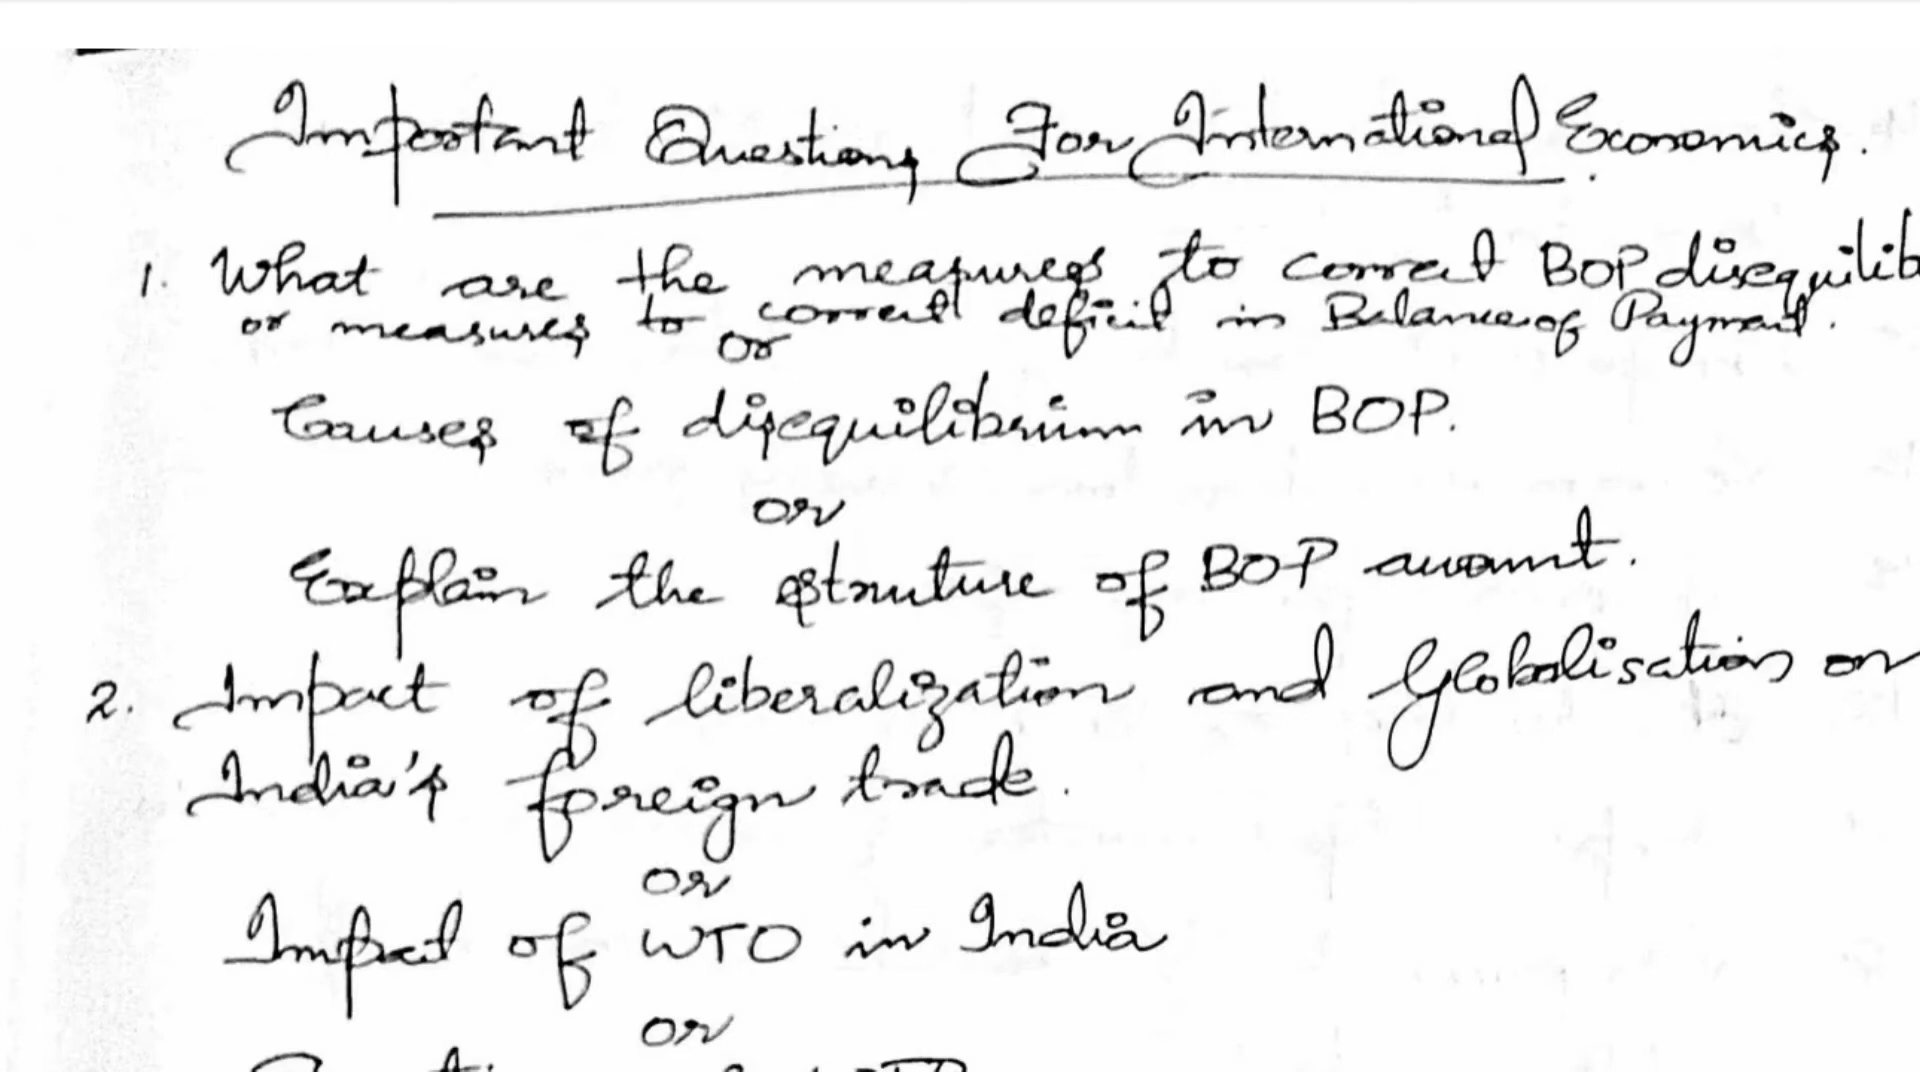 Important Questions For International Economics.
1. What are the measures to correct BOP disequilib
or measures to correct deficit in Balance of Payment.
or
Causes of disequilibrium in BOP.
or
Explain the struture of BOP account.
2. Impact of liberalization and Globalisation on
India's foreign trade.
or
Impact of WTO in India
or